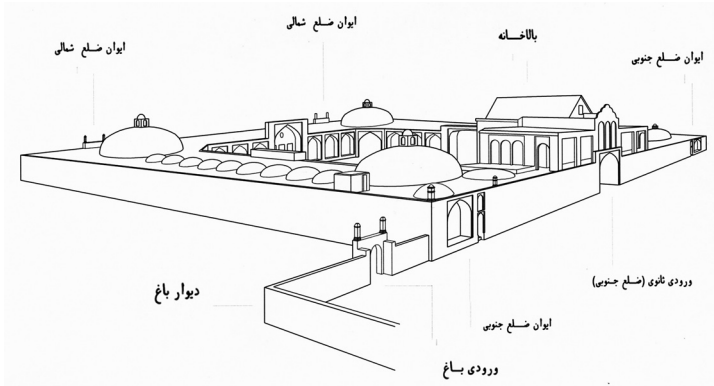 ایوان ضلع شمالی
بالاخانه
ایوان ضلع شمالی
ایوان ضلع جنوبی
ورودی ثانوی (ضلع جنوبی)
دیوار باغ
ایوان ضلع جنوبی
ورودی باغ